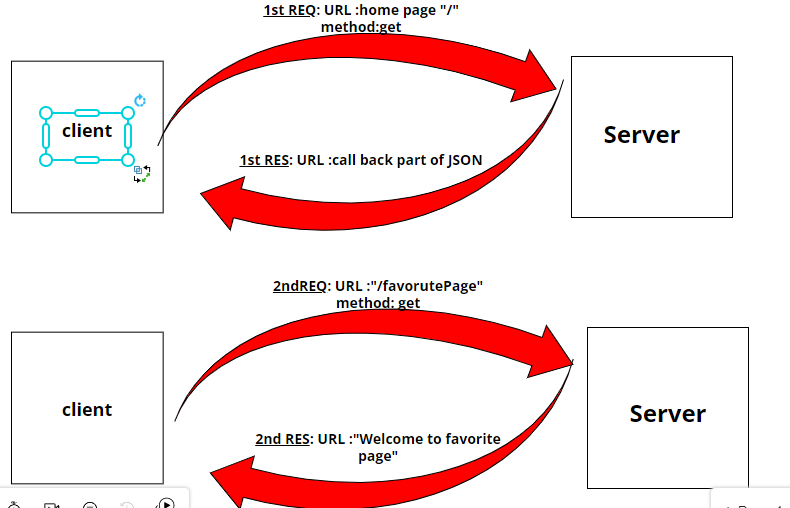 1st REQ: URL :home page "/"
method:get
client
Server
1st RES: URL :call back part of JSON
2ndREQ: URL :"/favorutePage"
method: get
client
Server
2nd RES: URL :"Welcome to favorite
page"